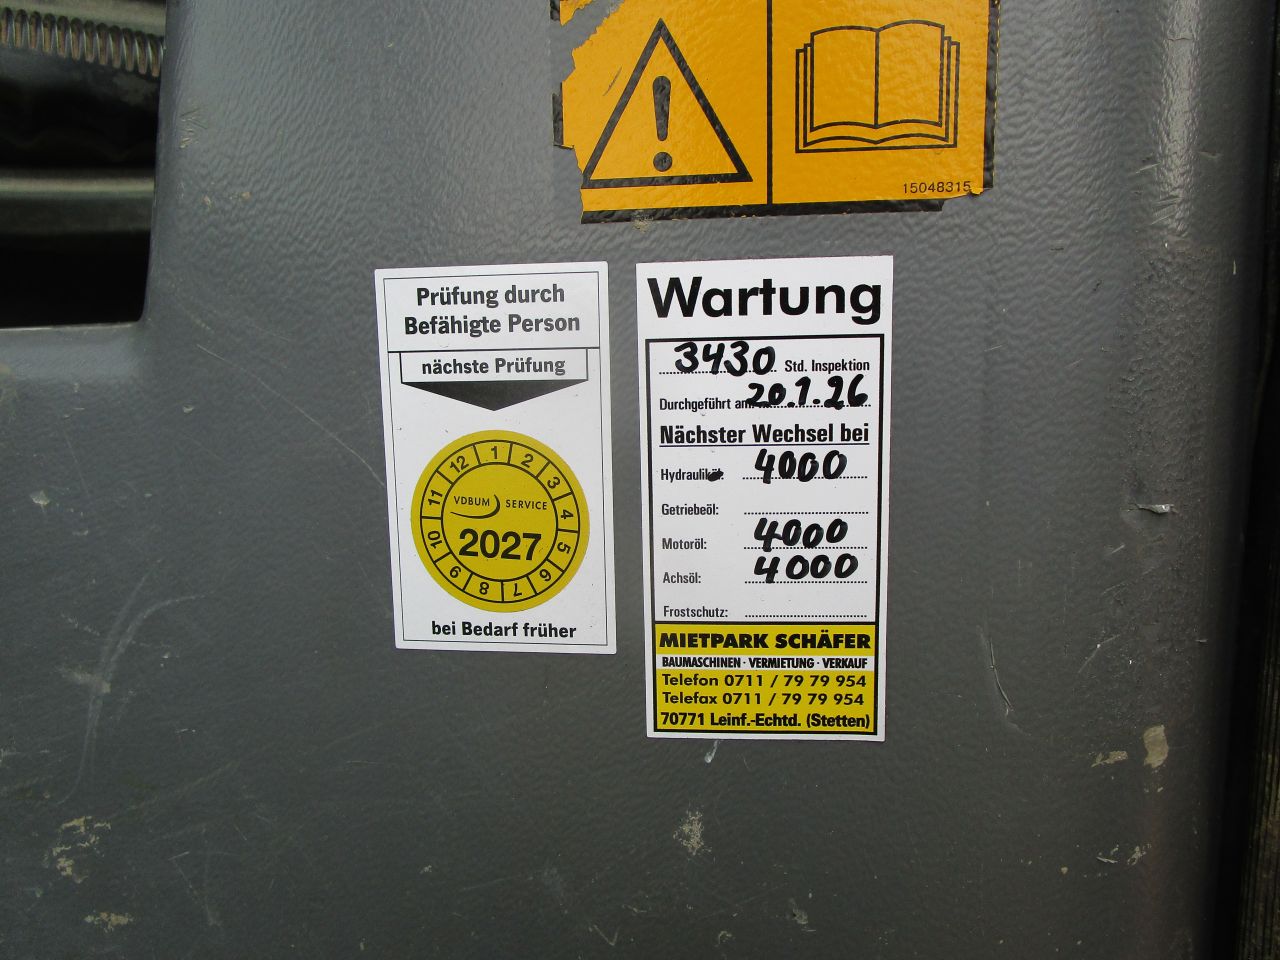 15048315
Prüfung durch
Befähigte Person
nächste Prüfung
1 2 3 4 5 6 7 8 9 10 11 12
VDBUM SERVICE
2027
bei Bedarf früher
Wartung
3430 Std. Inspektion
Durchgeführt am: 20.1.26
Nächster Wechsel bei
Hydrauliköl: 4000
Getriebeöl:
Motoröl: 4000
Achsöl: 4000
Frostschutz:
MIETPARK SCHÄFER
BAUMASCHINEN · VERMIETUNG · VERKAUF
Telefon 0711 / 79 79 954
Telefax 0711 / 79 79 954
70771 Leinf.-Echtd. (Stetten)